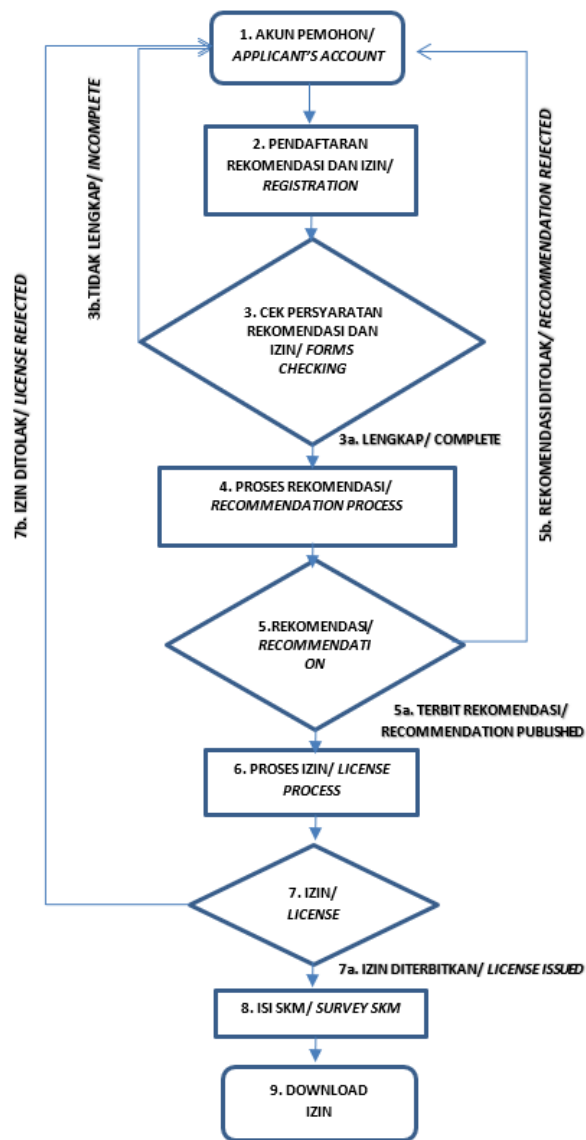 1. AKUN PEMOHON/
APPLICANT'S ACCOUNT
2. PENDAFTARAN
REKOMENDASI DAN IZIN/
REGISTRATION
3b.TIDAK LENGKAP/ INCOMPLETE
3. CEK PERSYARATAN
REKOMENDASI DAN
IZIN/ FORMS
CHECKING
3a. LENGKAP/ COMPLETE
4. PROSES REKOMENDASI/
RECOMMENDATION PROCESS
5.REKOMENDASI/
RECOMMENDATI
ON
5b. REKOMENDASI DITOLAK/ RECOMMENDATION REJECTED
5a. TERBIT REKOMENDASI/
RECOMMENDATION PUBLISHED
6. PROSES IZIN/ LICENSE
PROCESS
7. IZIN/
LICENSE
7b. IZIN DITOLAK/ LICENSE REJECTED
7a. IZIN DITERBITKAN/ LICENSE ISSUED
8. ISI SKM/ SURVEY SKM
9. DOWNLOAD
IZIN